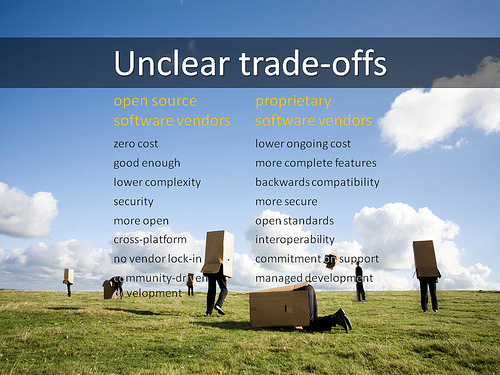 Unclear trade-offs
open source
software vendors
zero cost
good enough
lower complexity
security
more open
cross-platform
no vendor lock-in
community-driven
development
proprietary
software vendors
lower ongoing cost
more complete features
backwards compatibility
more secure
open standards
interoperability
commitment on support
managed development